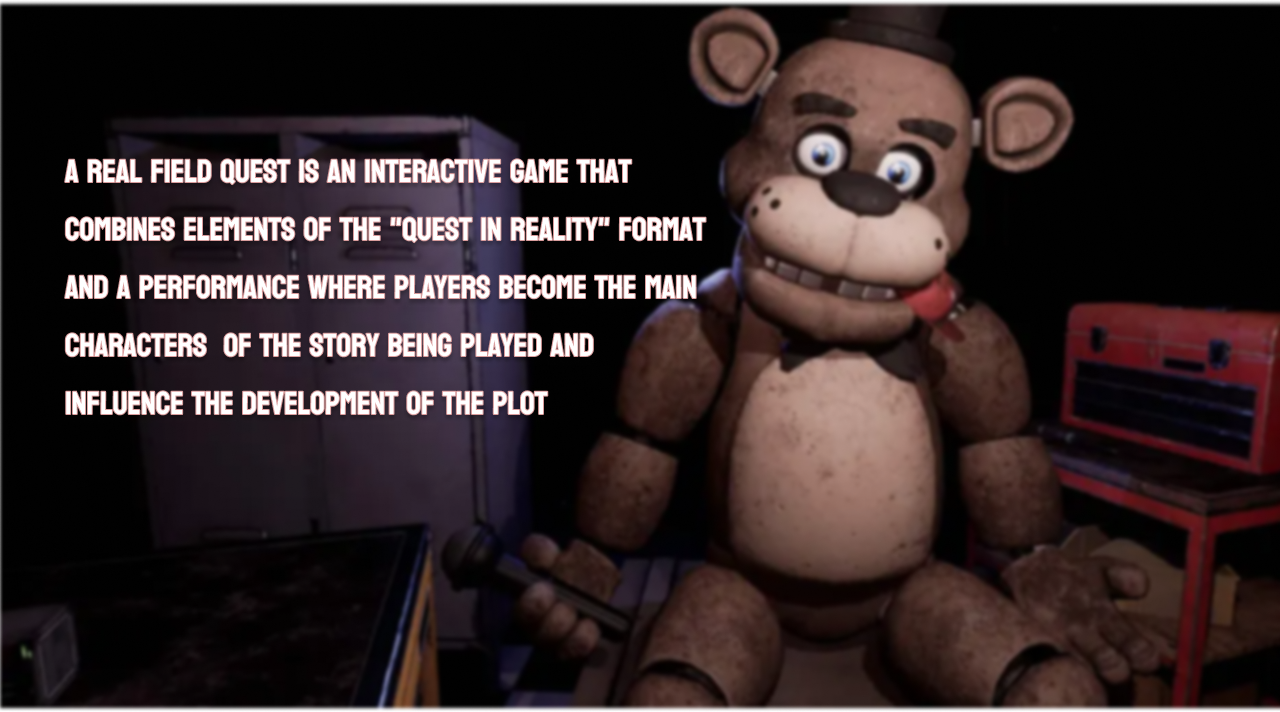 A REAL FIELD QUEST IS AN INTERACTIVE GAME THAT
COMBINES ELEMENTS OF THE "QUEST IN REALITY" FORMAT
AND A PERFORMANCE WHERE PLAYERS BECOME THE MAIN
CHARACTERS  OF THE STORY BEING PLAYED AND
INFLUENCE THE DEVELOPMENT OF THE PLOT